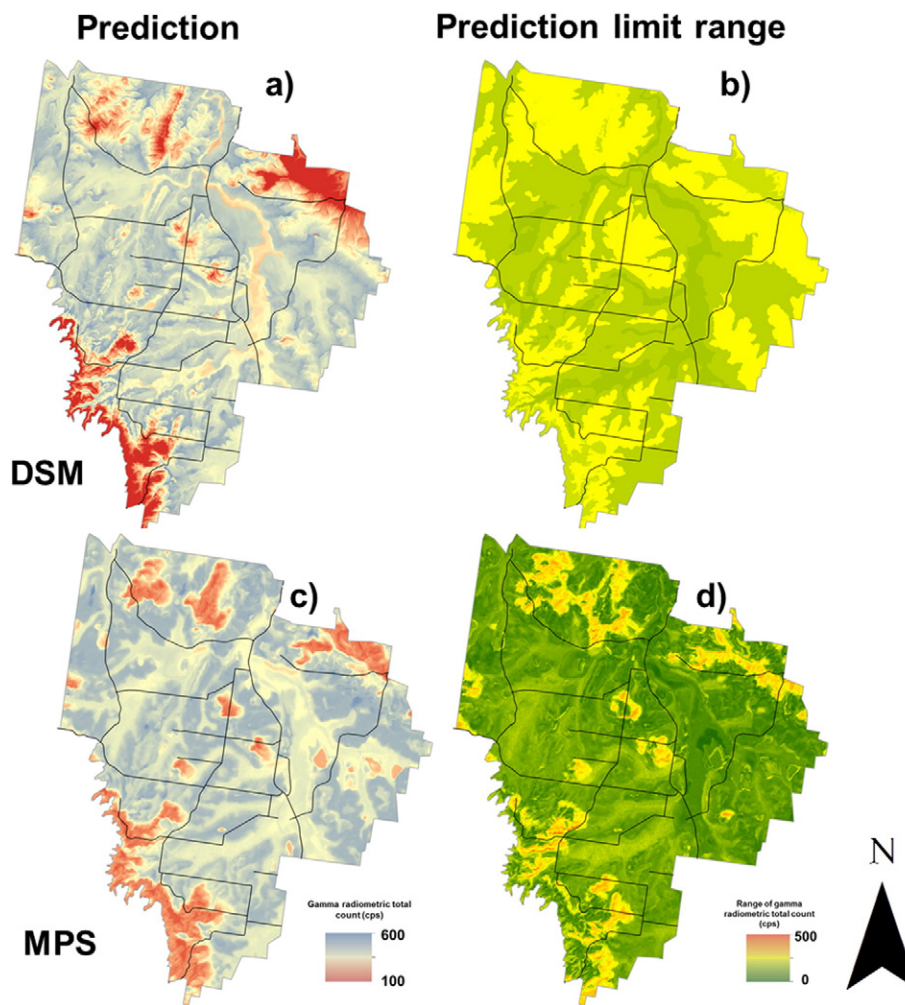 Prediction
Prediction limit range
a)
b)
DSM
c)
d)
N
Gamma radiometric total
count (cps)
600
100
Range of gamma
radiometric total count
(cps)
500
0
MPS